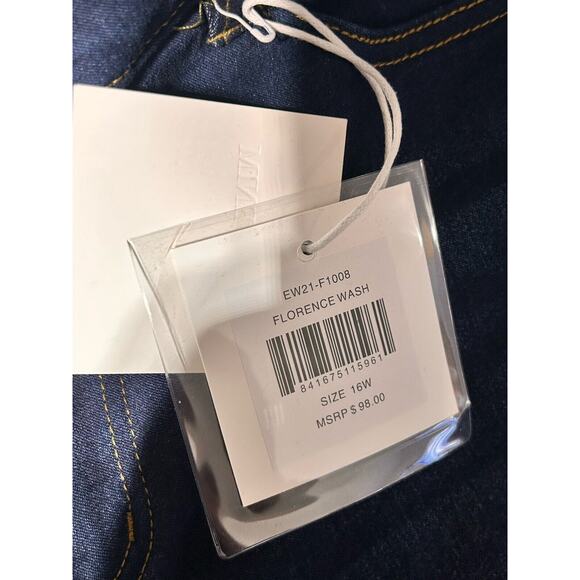 EW21-F1008
FLORENCE WASH
841675115961
SIZE 16W
MSRP $ 98.00